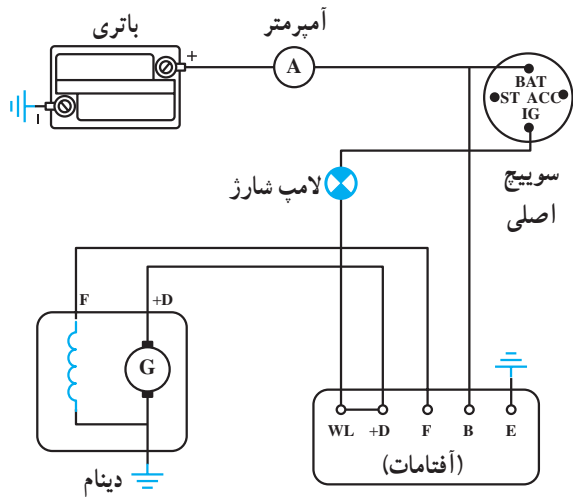 باتری
آمپرمتر
+
A
–
BAT
ST ACC
IG
سوییچ
اصلی
لامپ شارژ
F +D
G
دینام
WL +D F B E
(آفتامات)